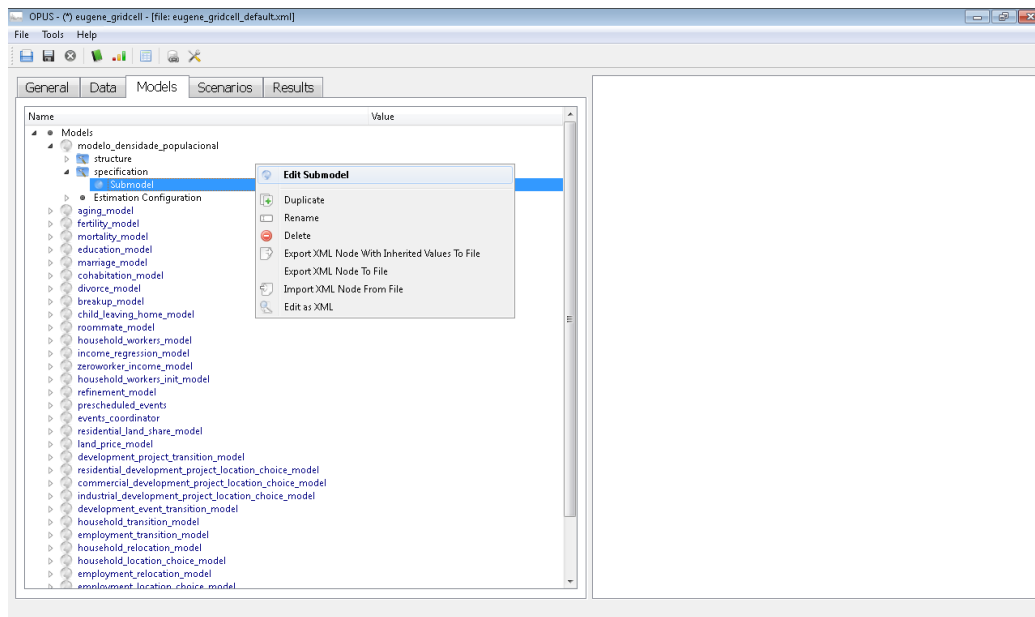 OPUS - (*) eugene_gridcell - [file: eugene_gridcell_default.xml]
File Tools Help
General Data Models Scenarios Results
Name Value
Models
modelo_densidade_populacional
structure
specification
Submodel
Estimation Configuration
aging_model
fertility_model
mortality_model
education_model
marriage_model
cohabitation_model
divorce_model
breakup_model
child_leaving_home_model
roommate_model
household_workers_model
income_regression_model
zeroworker_income_model
household_workers_init_model
refinement_model
prescheduled_events
events_coordinator
residential_land_share_model
land_price_model
development_project_transition_model
residential_development_project_location_choice_model
commercial_development_project_location_choice_model
industrial_development_project_location_choice_model
development_event_transition_model
household_transition_model
employment_transition_model
household_relocation_model
household_location_choice_model
employment_relocation_model
employment_location_choice_model
Edit Submodel
Duplicate
Rename
Delete
Export XML Node With Inherited Values To File
Export XML Node To File
Import XML Node From File
Edit as XML